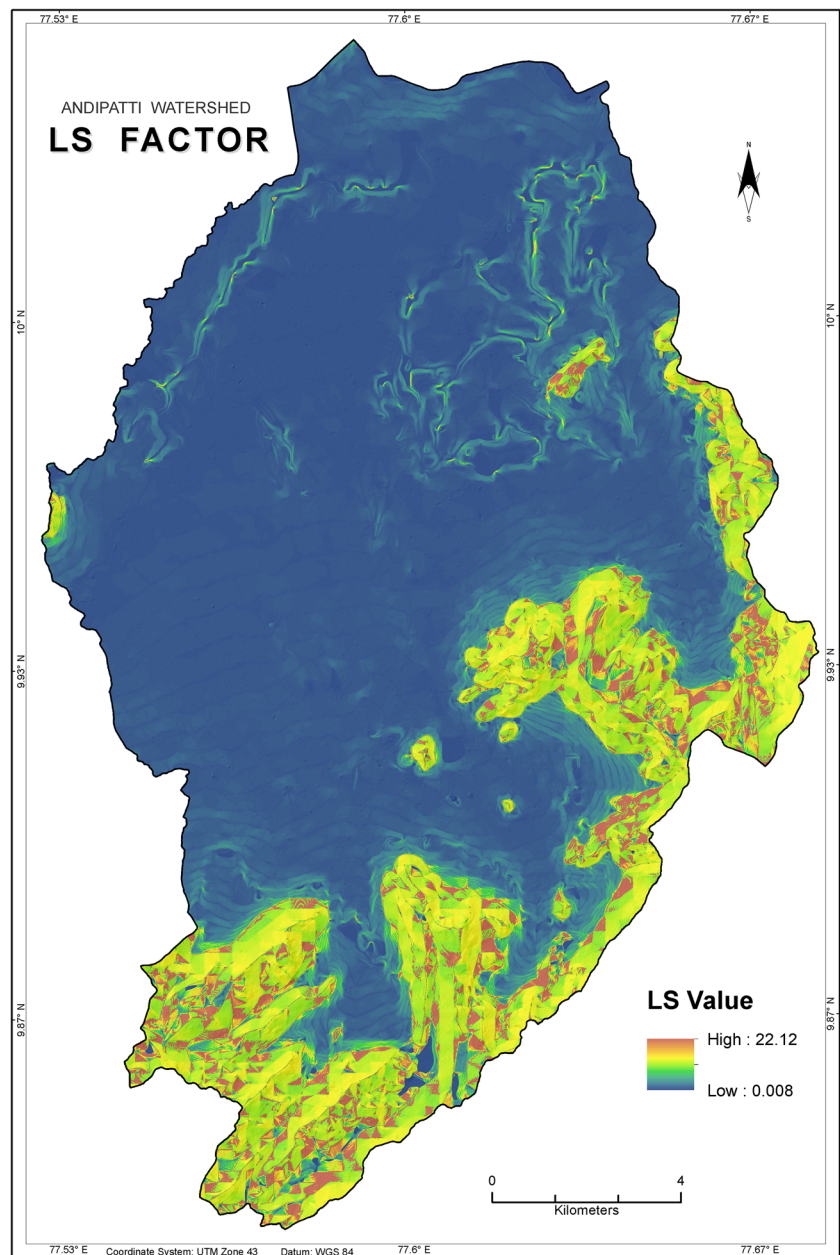 77.53° E 77.6° E 77.67° E
ANDIPATTI WATERSHED
LS FACTOR
N
S
10° N 10° N
9.93° N 9.93° N
9.87° N 9.87° N
LS Value
High : 22.12
Low : 0.008
0 4
Kilometers
77.53° E Coordinate System: UTM Zone 43 Datum: WGS 84 77.6° E 77.67° E